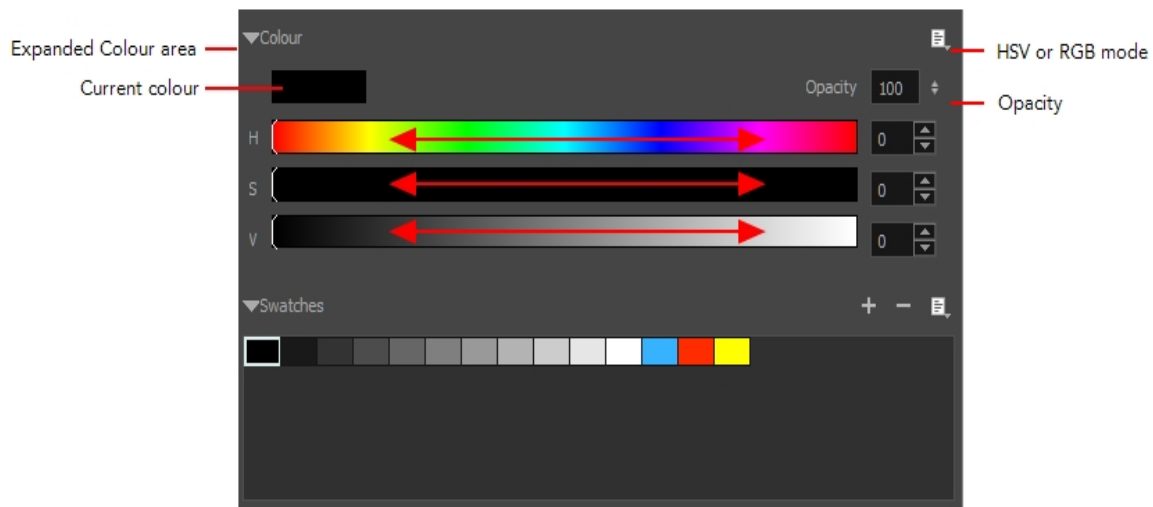 Expanded Colour area
Colour
HSV or RGB mode
Current colour
Opacity 100
Opacity
H 0
S 0
V 0
Swatches